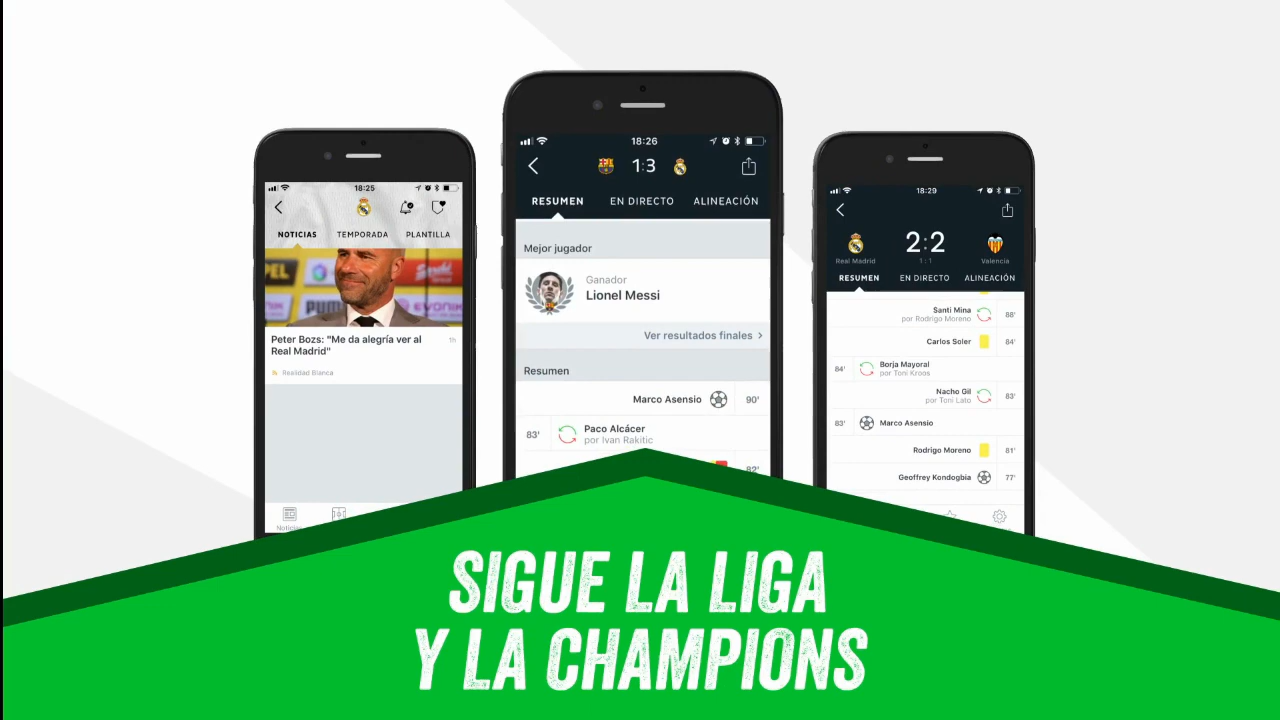 18:25
NOTICIAS TEMPORADA PLANTILLA
PUMA EVONIK
Peter Bozs: "Me da alegría ver al
Real Madrid"
1h
Realidad Blanca
Noticias
18:26
1:3
RESUMEN EN DIRECTO ALINEACIÓN
Mejor jugador
Ganador
Lionel Messi
Ver resultados finales >
Resumen
Marco Asensio 90'
83' Paco Alcácer
por Ivan Rakitic
82'
18:29
2:2
1:1
Real Madrid Valencia
RESUMEN EN DIRECTO ALINEACIÓN
Santi Mina 88'
por Rodrigo Moreno
Carlos Soler 84'
84' Borja Mayoral
por Toni Kroos
Nacho Gil 83'
por Toni Lato
83' Marco Asensio
Rodrigo Moreno 81'
Geoffrey Kondogbia 77'
SIGUE LA LIGA
Y LA CHAMPIONS